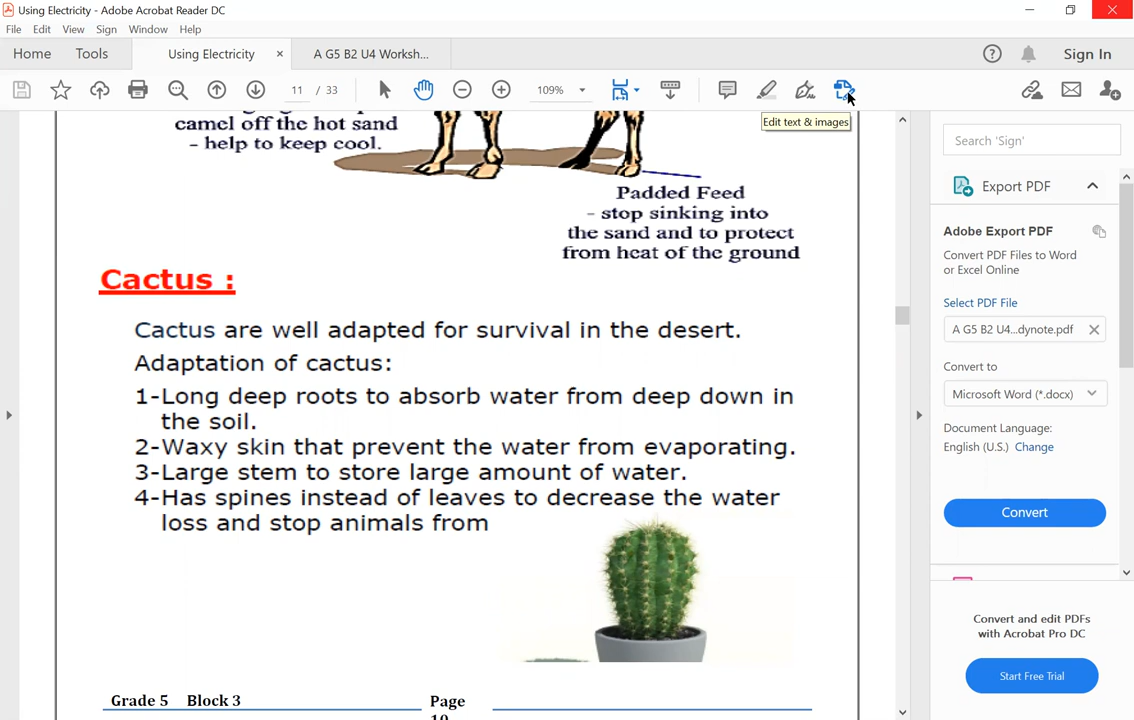 Using Electricity - Adobe Acrobat Reader DC
File Edit View Sign Window Help
Home Tools Using Electricity × A G5 B2 U4 Worksh... ? Sign In
11 / 33 109%
Edit text & images
camel off the hot sand
- help to keep cool.
Padded Feed
- stop sinking into
the sand and to protect
from heat of the ground
Cactus :
Cactus are well adapted for survival in the desert.
Adaptation of cactus:
1-Long deep roots to absorb water from deep down in
the soil.
2-Waxy skin that prevent the water from evaporating.
3-Large stem to store large amount of water.
4-Has spines instead of leaves to decrease the water
loss and stop animals from
Grade 5 Block 3 Page
Search 'Sign'
Export PDF
Adobe Export PDF
Convert PDF Files to Word
or Excel Online
Select PDF File
A G5 B2 U4...dynote.pdf
Convert to
Microsoft Word (*.docx)
Document Language:
English (U.S.) Change
Convert
Convert and edit PDFs
with Acrobat Pro DC
Start Free Trial